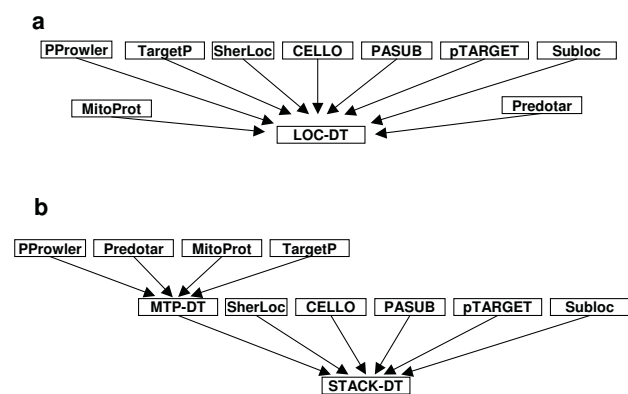 a
PProwler TargetP SherLoc CELLO PASUB pTARGET Subloc
MitoProt Predotar
LOC-DT
b
PProwler Predotar MitoProt TargetP
MTP-DT SherLoc CELLO PASUB pTARGET Subloc
STACK-DT